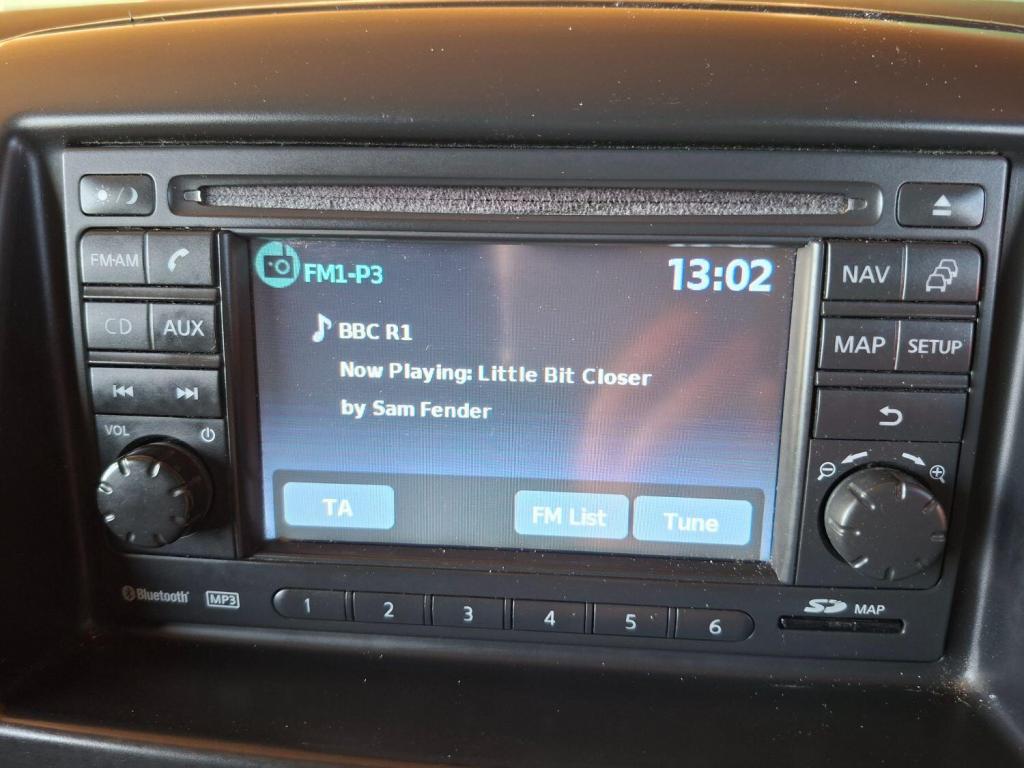 FM-AM
CD AUX
VOL
FM1-P3 13:02
BBC R1
Now Playing: Little Bit Closer
by Sam Fender
TA FM List Tune
NAV
MAP SETUP
Bluetooth MP3 1 2 3 4 5 6 SD MAP